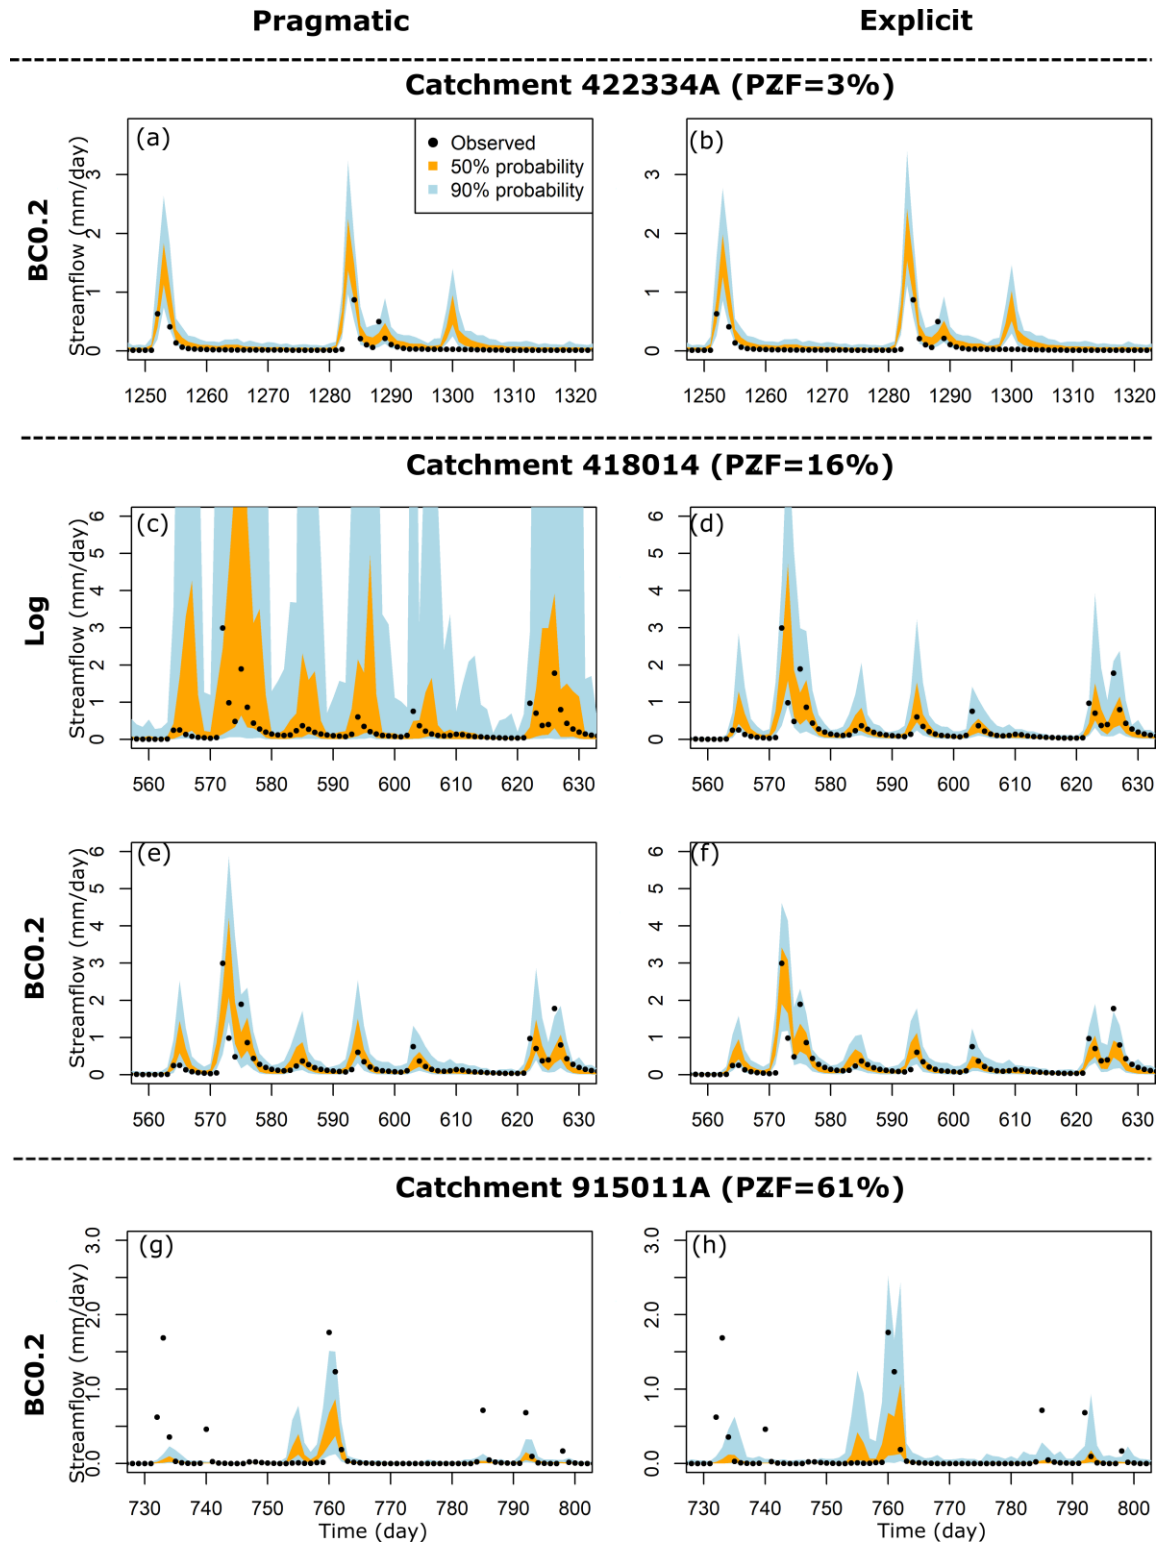 Pragmatic Explicit
Catchment 422334A (PZF=3%)
BC0.2
Streamflow (mm/day)
(a)
Observed
50% probability
90% probability
0 1 2 3
1250 1260 1270 1280 1290 1300 1310 1320
(b)
0 1 2 3
1250 1260 1270 1280 1290 1300 1310 1320
Catchment 418014 (PZF=16%)
Log
Streamflow (mm/day)
(c)
0 1 2 3 4 5 6
560 570 580 590 600 610 620 630
(d)
0 1 2 3 4 5 6
560 570 580 590 600 610 620 630
BC0.2
Streamflow (mm/day)
(e)
0 1 2 3 4 5 6
560 570 580 590 600 610 620 630
(f)
0 1 2 3 4 5 6
560 570 580 590 600 610 620 630
Catchment 915011A (PZF=61%)
BC0.2
Streamflow (mm/day)
(g)
0.0 1.0 2.0 3.0
730 740 750 760 770 780 790 800
Time (day)
(h)
0.0 1.0 2.0 3.0
730 740 750 760 770 780 790 800
Time (day)